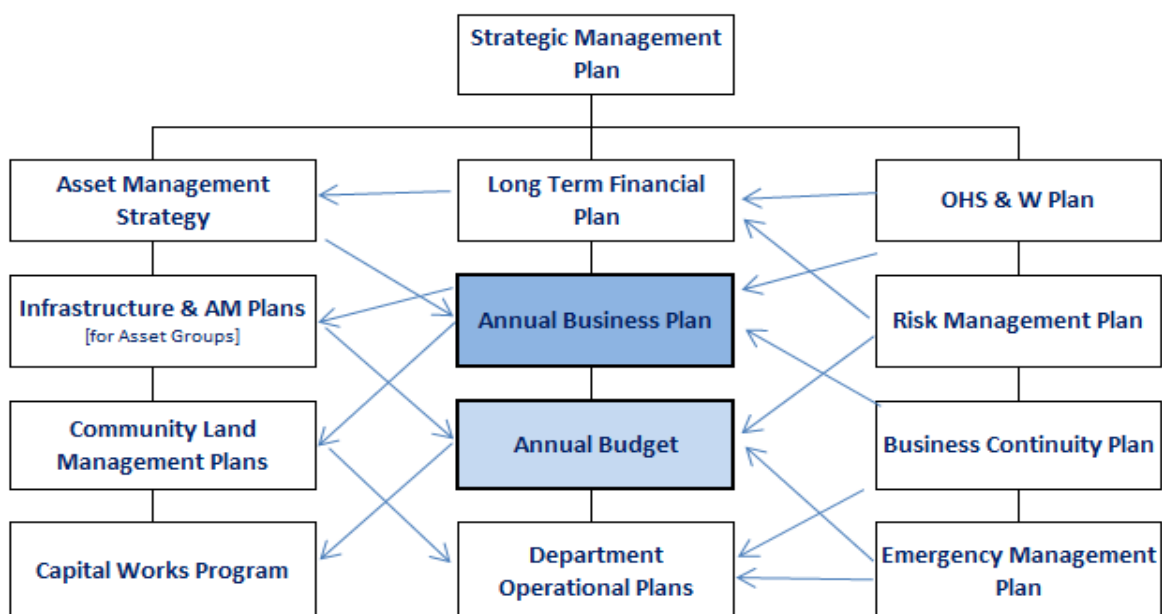 Strategic Management
Plan
Asset Management
Strategy
Long Term Financial
Plan
OHS & W Plan
Infrastructure & AM Plans
[for Asset Groups]
Annual Business Plan
Risk Management Plan
Community Land
Management Plans
Annual Budget
Business Continuity Plan
Capital Works Program
Department
Operational Plans
Emergency Management
Plan